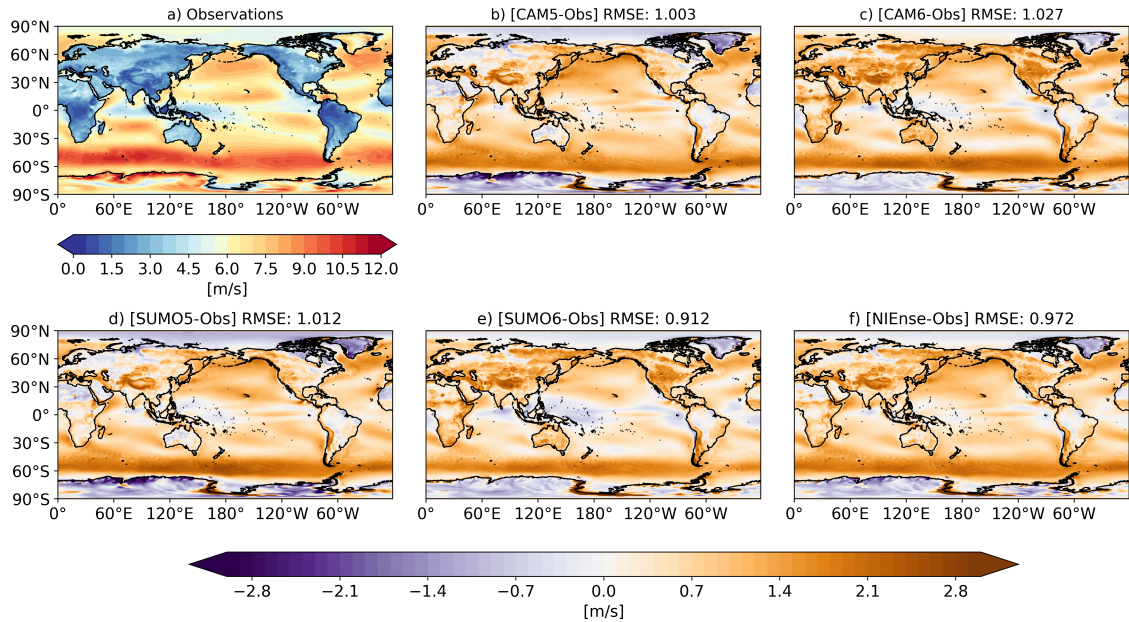 a) Observations
b) [CAM5-Obs] RMSE: 1.003
c) [CAM6-Obs] RMSE: 1.027
90°N
60°N
30°N
0°
30°S
60°S
90°S
0° 60°E 120°E 180° 120°W 60°W
0° 60°E 120°E 180° 120°W 60°W
0° 60°E 120°E 180° 120°W 60°W
0.0 1.5 3.0 4.5 6.0 7.5 9.0 10.5 12.0
[m/s]
d) [SUMO5-Obs] RMSE: 1.012
e) [SUMO6-Obs] RMSE: 0.912
f) [NIEnse-Obs] RMSE: 0.972
90°N
60°N
30°N
0°
30°S
60°S
90°S
0° 60°E 120°E 180° 120°W 60°W
0° 60°E 120°E 180° 120°W 60°W
0° 60°E 120°E 180° 120°W 60°W
−2.8 −2.1 −1.4 −0.7 0.0 0.7 1.4 2.1 2.8
[m/s]